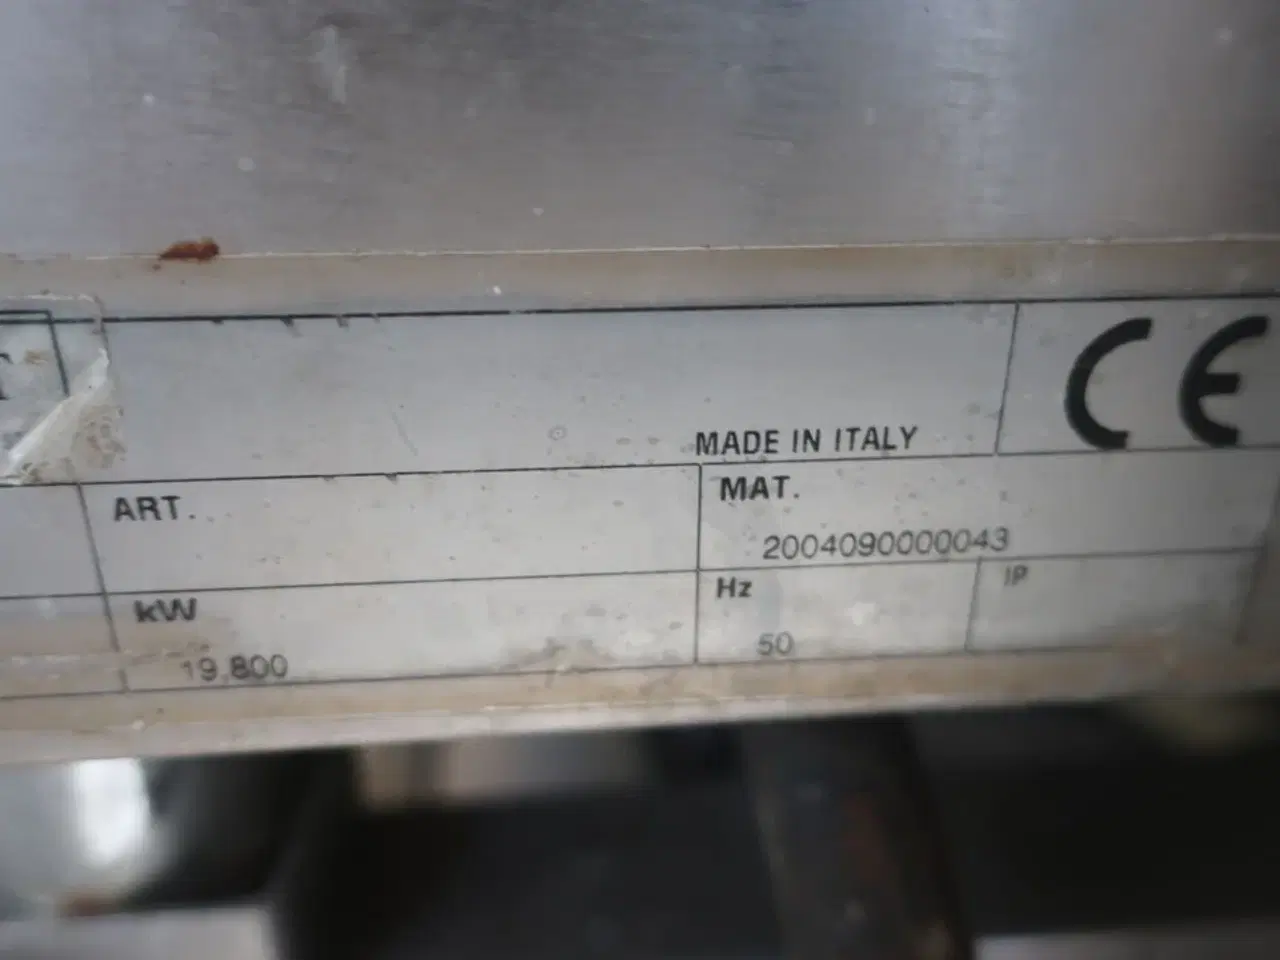 T
CE
MADE IN ITALY
ART.
MAT.
2004090000043
kW
Hz
IP
19,800
50